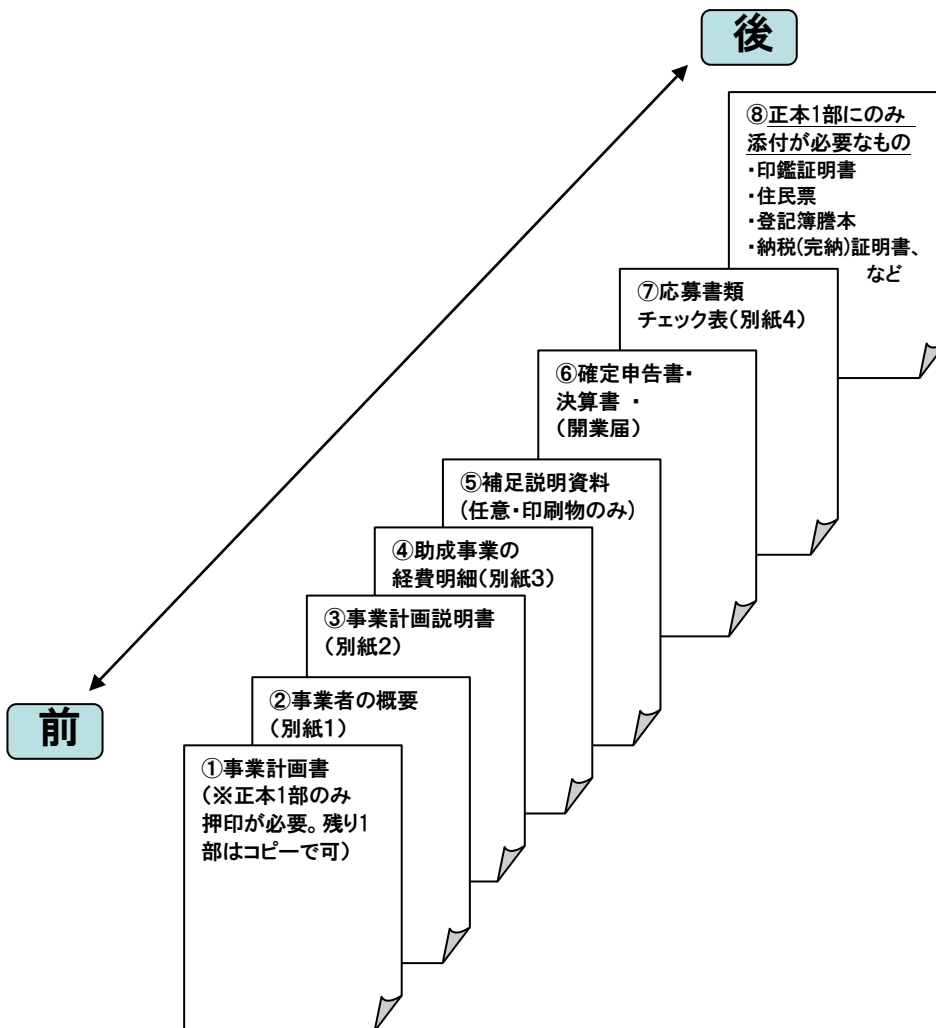 後
⑧正本1部にのみ
添付が必要なもの
・印鑑証明書
・住民票
・登記簿謄本
・納税(完納)証明書、
など
⑦応募書類
チェック表(別紙4)
⑥確定申告書・
決算書 ・
(開業届)
⑤補足説明資料
(任意・印刷物のみ)
④助成事業の
経費明細(別紙3)
③事業計画説明書
(別紙2)
②事業者の概要
(別紙1)
前
①事業計画書
(※正本1部のみ
押印が必要。残り1
部はコピーで可)